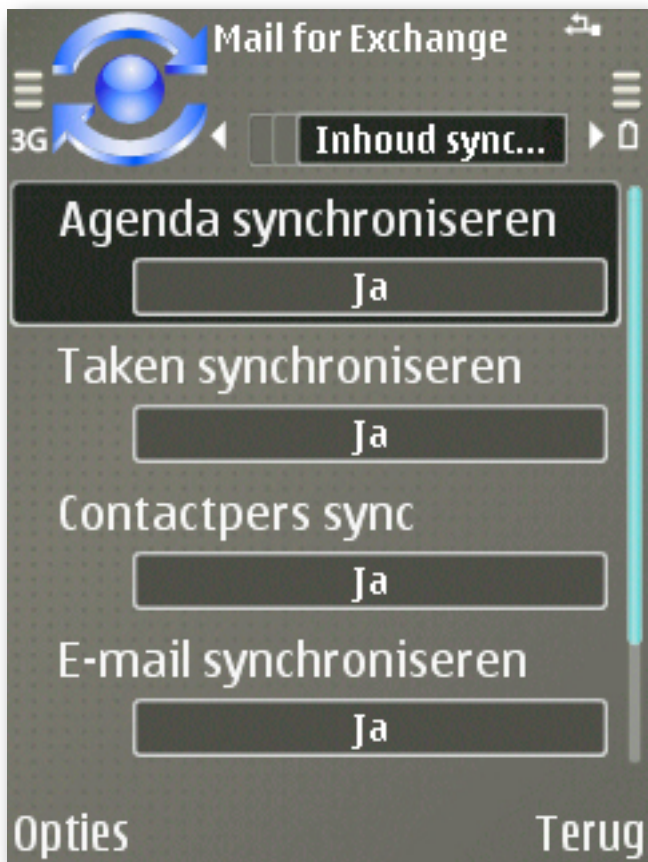 Mail for Exchange
3G
Inhoud sync...
Agenda synchroniseren
Ja
Taken synchroniseren
Ja
Contactpers sync
Ja
E-mail synchroniseren
Ja
Opties
Terug